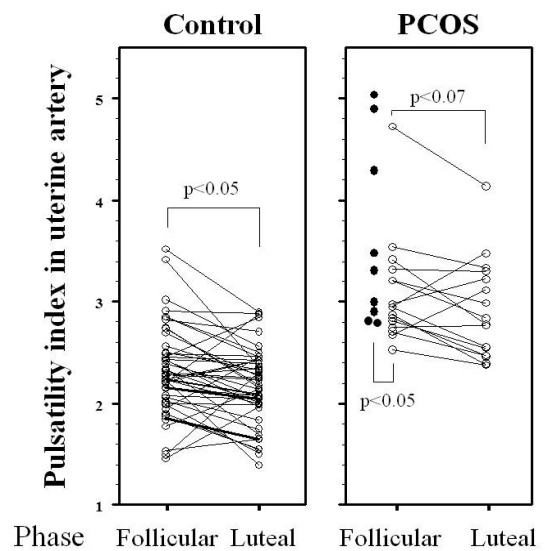 Control PCOS
Pulsatility index in uterine artery
5
4
3
2
1
p<0.05
p<0.07
p<0.05
Phase Follicular Luteal Follicular Luteal